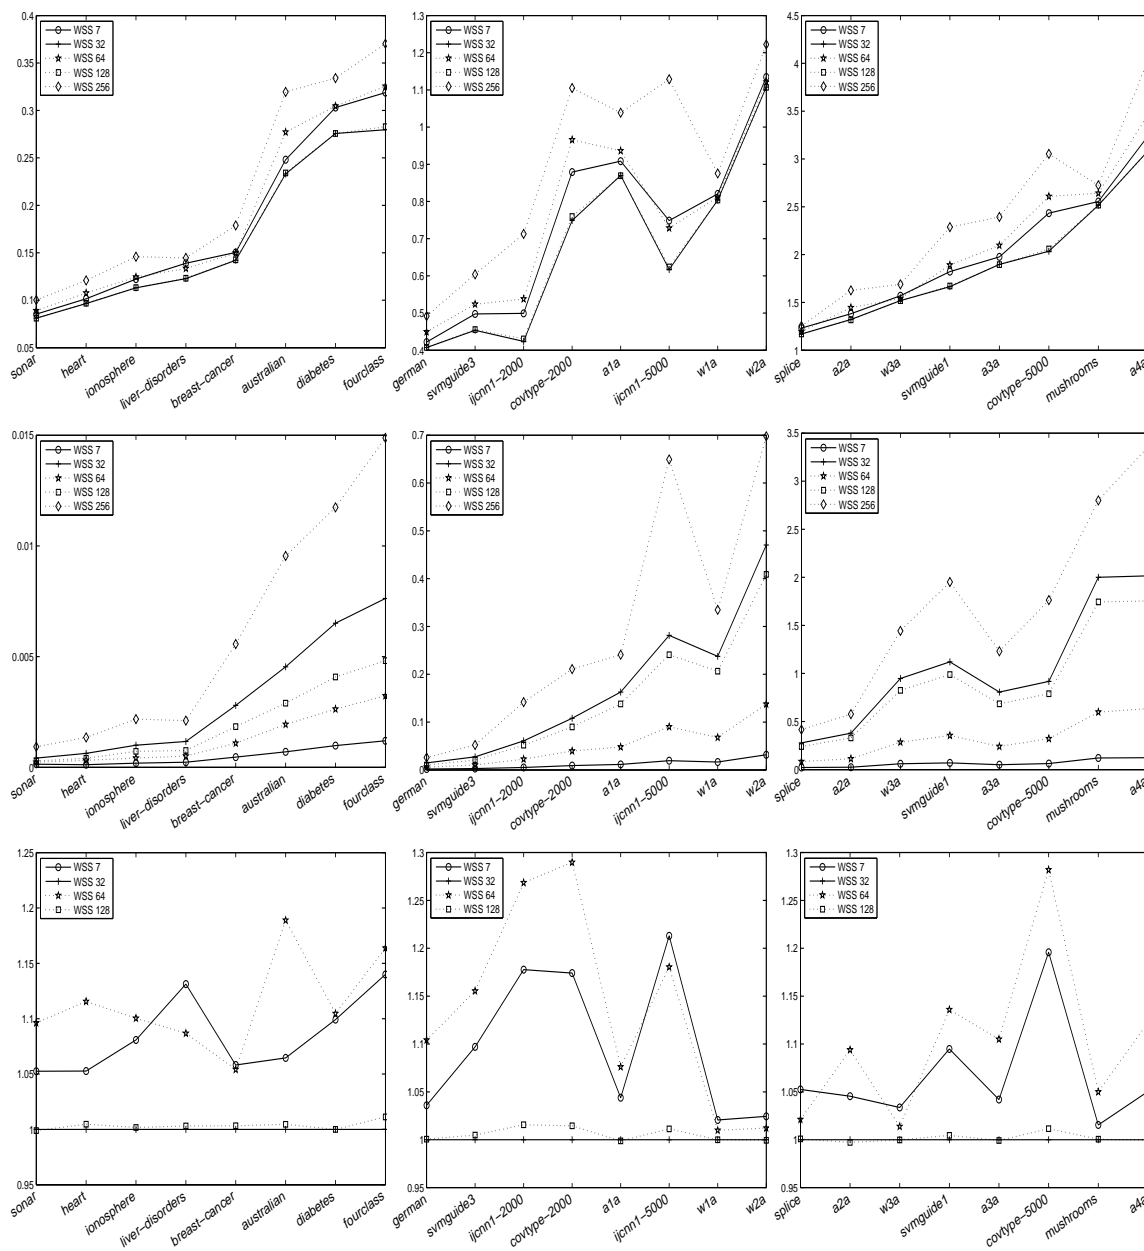 0.4
0.35
0.3
0.25
0.2
0.15
0.1
0.05
WSS 7
WSS 32
WSS 64
WSS 128
WSS 256
sonar
heart
ionosphere
liver−disorders
breast−cancer
australian
diabetes
fourclass
1.3
1.2
1.1
1
0.9
0.8
0.7
0.6
0.5
0.4
WSS 7
WSS 32
WSS 64
WSS 128
WSS 256
german
svmguide3
ijcnn1−2000
covtype−2000
a1a
ijcnn1−5000
w1a
w2a
4.5
4
3.5
3
2.5
2
1.5
1
WSS 7
WSS 32
WSS 64
WSS 128
WSS 256
splice
a2a
w3a
svmguide1
a3a
covtype−5000
mushrooms
a4a
0.015
0.01
0.005
0
WSS 7
WSS 32
WSS 64
WSS 128
WSS 256
sonar
heart
ionosphere
liver−disorders
breast−cancer
australian
diabetes
fourclass
0.7
0.6
0.5
0.4
0.3
0.2
0.1
0
WSS 7
WSS 32
WSS 64
WSS 128
WSS 256
german
svmguide3
ijcnn1−2000
covtype−2000
a1a
ijcnn1−5000
w1a
w2a
3.5
3
2.5
2
1.5
1
0.5
0
WSS 7
WSS 32
WSS 64
WSS 128
WSS 256
splice
a2a
w3a
svmguide1
a3a
covtype−5000
mushrooms
a4a
1.25
1.2
1.15
1.1
1.05
1
0.95
WSS 7
WSS 32
WSS 64
WSS 128
sonar
heart
ionosphere
liver−disorders
breast−cancer
australian
diabetes
fourclass
1.3
1.25
1.2
1.15
1.1
1.05
1
0.95
WSS 7
WSS 32
WSS 64
WSS 128
german
svmguide3
ijcnn1−2000
covtype−2000
a1a
ijcnn1−5000
w1a
w2a
1.3
1.25
1.2
1.15
1.1
1.05
1
0.95
WSS 7
WSS 32
WSS 64
WSS 128
splice
a2a
w3a
svmguide1
a3a
covtype−5000
mushrooms
a4a